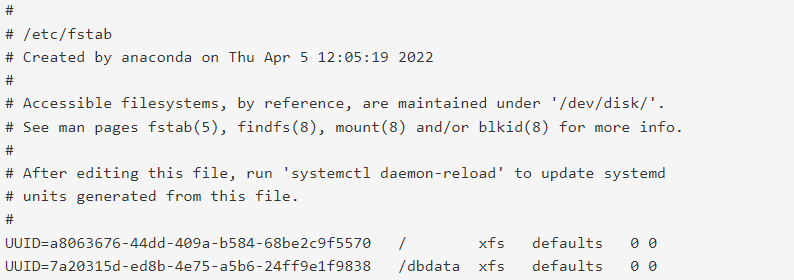 #
# /etc/fstab
# Created by anaconda on Thu Apr 5 12:05:19 2022
#
# Accessible filesystems, by reference, are maintained under '/dev/disk/'.
# See man pages fstab(5), findfs(8), mount(8) and/or blkid(8) for more info.
#
# After editing this file, run 'systemctl daemon-reload' to update systemd
# units generated from this file.
#
UUID=a8063676-44dd-409a-b584-68be2c9f5570   /        xfs   defaults   0 0
UUID=7a20315d-ed8b-4e75-a5b6-24ff9e1f9838   /dbdata  xfs   defaults   0 0